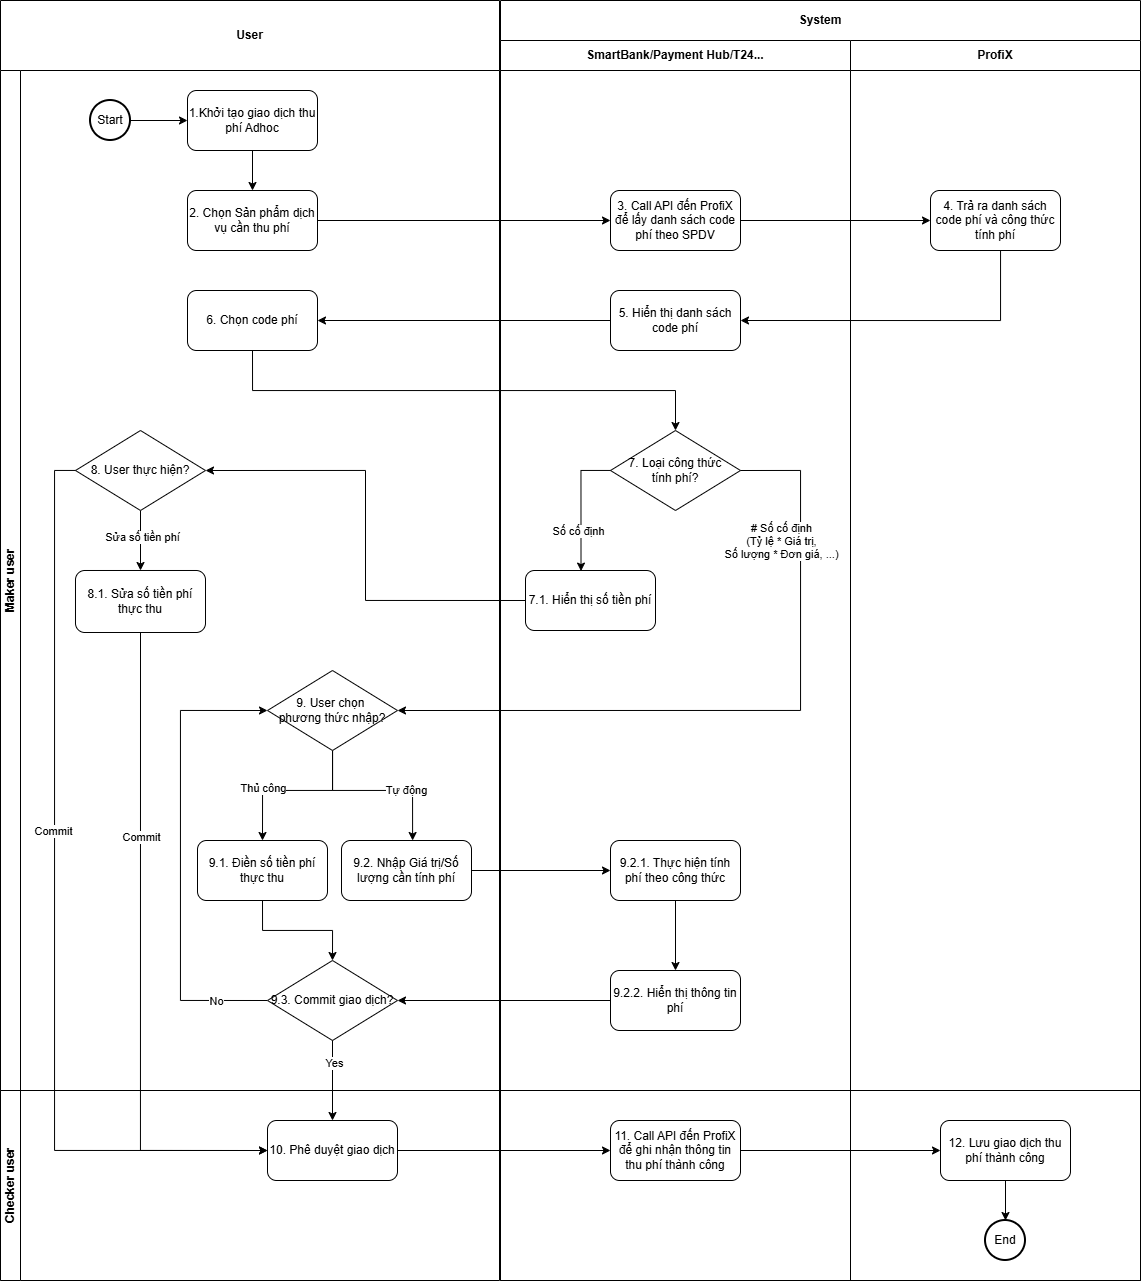 User
System
SmartBank/Payment Hub/T24...
ProfiX
Maker user
Start
1.Khởi tạo giao dịch thu
phí Adhoc
2. Chọn Sản phẩm dịch
vụ cần thu phí
3. Call API đến ProfiX
để lấy danh sách code
phí theo SPDV
4. Trả ra danh sách
code phí và công thức
tính phí
6. Chọn code phí
5. Hiển thị danh sách
code phí
8. User thực hiện?
7. Loại công thức
tính phí?
Sửa số tiền phí
Số cố định
# Số cố định
(Tỷ lệ * Giá trị,
Số lượng * Đơn giá, ...)
8.1. Sửa số tiền phí
thực thu
7.1. Hiển thị số tiền phí
9. User chọn
phương thức nhập?
Thủ công
Tự động
Commit
Commit
9.1. Điền số tiền phí
thực thu
9.2. Nhập Giá trị/Số
lượng cần tính phí
9.2.1. Thực hiện tính
phí theo công thức
No
9.3. Commit giao dịch?
9.2.2. Hiển thị thông tin
phí
Yes
Checker user
10. Phê duyệt giao dịch
11. Call API đến ProfiX
để ghi nhận thông tin
thu phí thành công
12. Lưu giao dịch thu
phí thành công
End